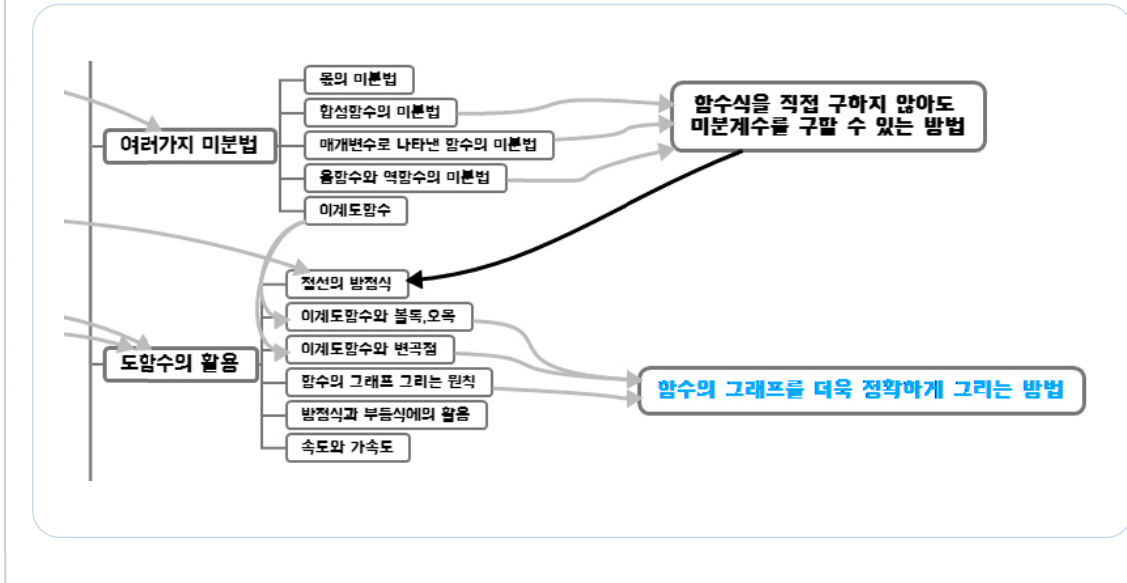 몫의 미분법
합성함수의 미분법
여러가지 미분법
매개변수로 나타낸 함수의 미분법
음함수와 역함수의 미분법
이계도함수
함수식을 직접 구하지 않아도
미분계수를 구할 수 있는 방법
접선의 방정식
이계도함수와 볼록,오목
이계도함수와 변곡점
도함수의 활용
함수의 그래프 그리는 원칙
방정식과 부등식에의 활용
속도와 가속도
함수의 그래프를 더욱 정확하게 그리는 방법